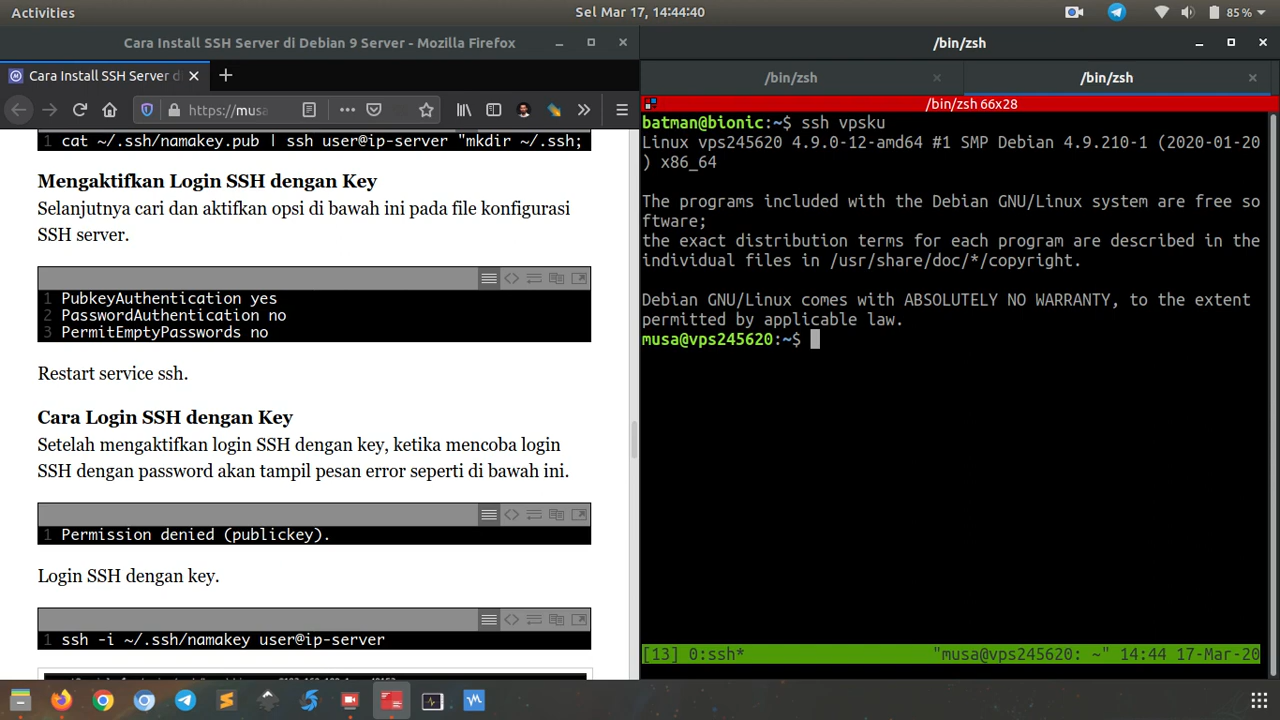 Activities
Sel Mar 17, 14:44:40
85%
Cara Install SSH Server di Debian 9 Server - Mozilla Firefox
Cara Install SSH Server d
https://musa
cat ~/.ssh/namakey.pub | ssh user@ip-server "mkdir ~/.ssh;
Mengaktifkan Login SSH dengan Key
Selanjutnya cari dan aktifkan opsi di bawah ini pada file konfigurasi
SSH server.
1 PubkeyAuthentication yes
2 PasswordAuthentication no
3 PermitEmptyPasswords no
Restart service ssh.
Cara Login SSH dengan Key
Setelah mengaktifkan login SSH dengan key, ketika mencoba login
SSH dengan password akan tampil pesan error seperti di bawah ini.
1 Permission denied (publickey).
Login SSH dengan key.
1 ssh -i ~/.ssh/namakey user@ip-server
/bin/zsh
/bin/zsh
/bin/zsh
/bin/zsh 66x28
batman@bionic:~$ ssh vpsku
Linux vps245620 4.9.0-12-amd64 #1 SMP Debian 4.9.210-1 (2020-01-20
) x86_64
The programs included with the Debian GNU/Linux system are free so
ftware;
the exact distribution terms for each program are described in the
individual files in /usr/share/doc/*/copyright.
Debian GNU/Linux comes with ABSOLUTELY NO WARRANTY, to the extent
permitted by applicable law.
musa@vps245620:~$
[13] 0:ssh*
"musa@vps245620: ~" 14:44 17-Mar-20